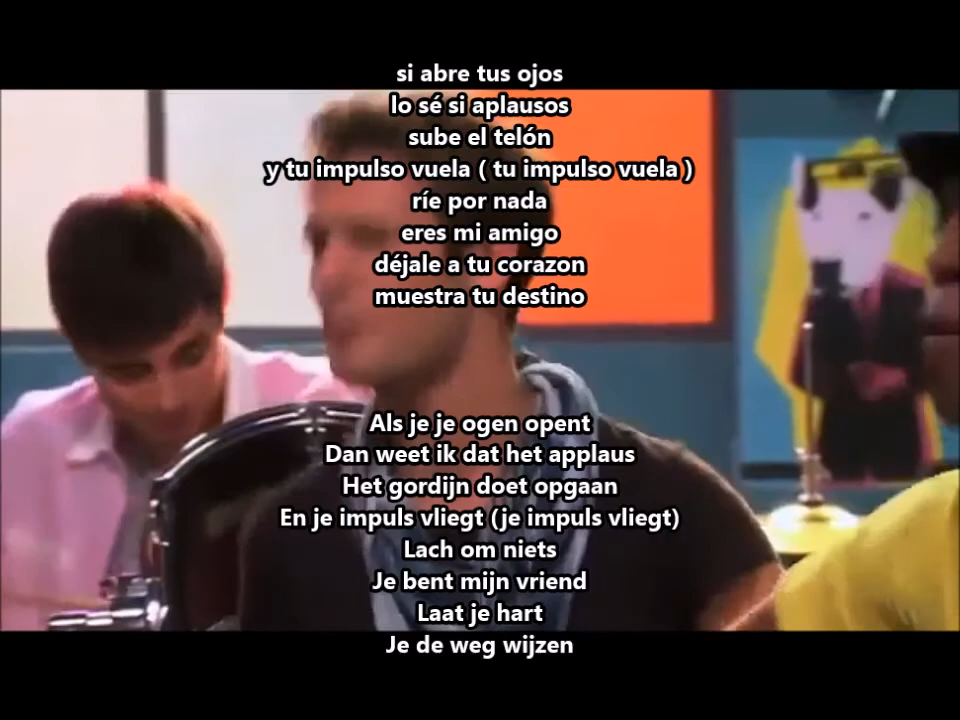 si abre tus ojos
lo sé si aplausos
sube el telón
y tu impulso vuela ( tu impulso vuela )
ríe por nada
eres mi amigo
déjale a tu corazon
muestra tu destino
Als je je ogen opent
Dan weet ik dat het applaus
Het gordijn doet opgaan
En je impuls vliegt (je impuls vliegt)
Lach om niets
Je bent mijn vriend
Laat je hart
Je de weg wijzen